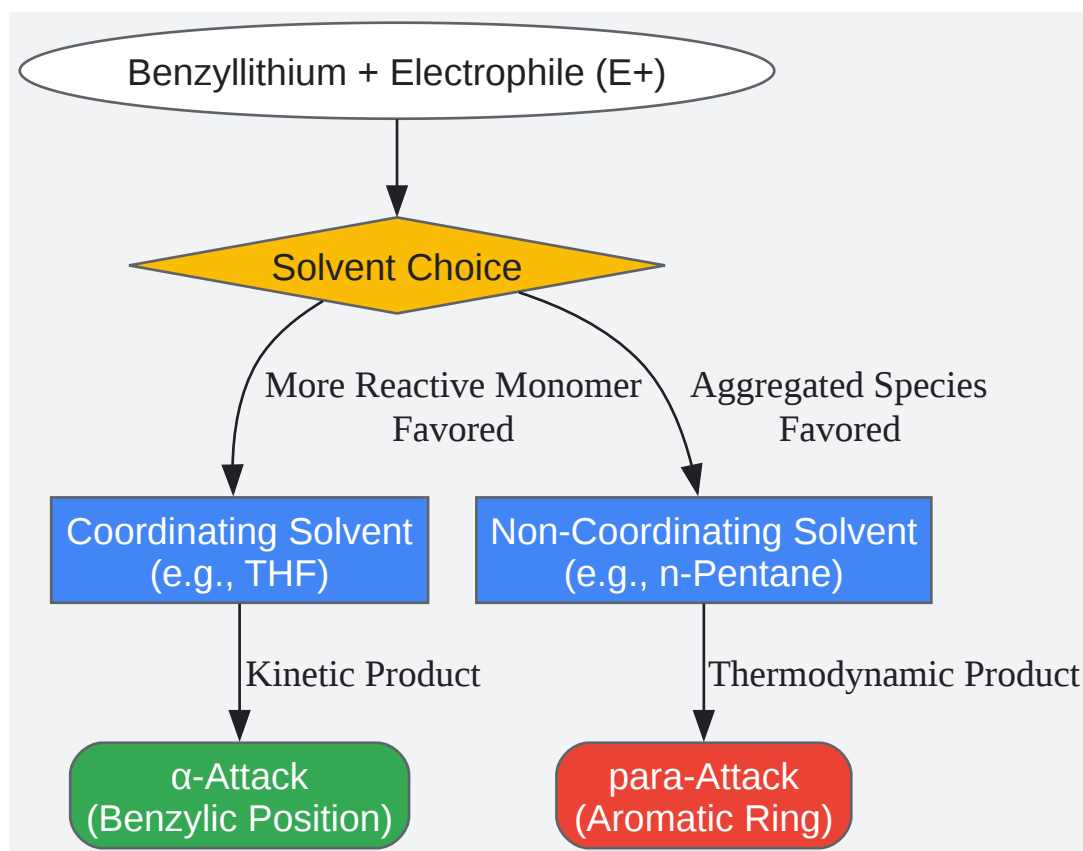 Benzyllithium + Electrophile (E+)
Solvent Choice
More Reactive Monomer
Favored
Aggregated Species
Favored
Coordinating Solvent
(e.g., THF)
Non-Coordinating Solvent
(e.g., n-Pentane)
Kinetic Product
Thermodynamic Product
α-Attack
(Benzylic Position)
para-Attack
(Aromatic Ring)